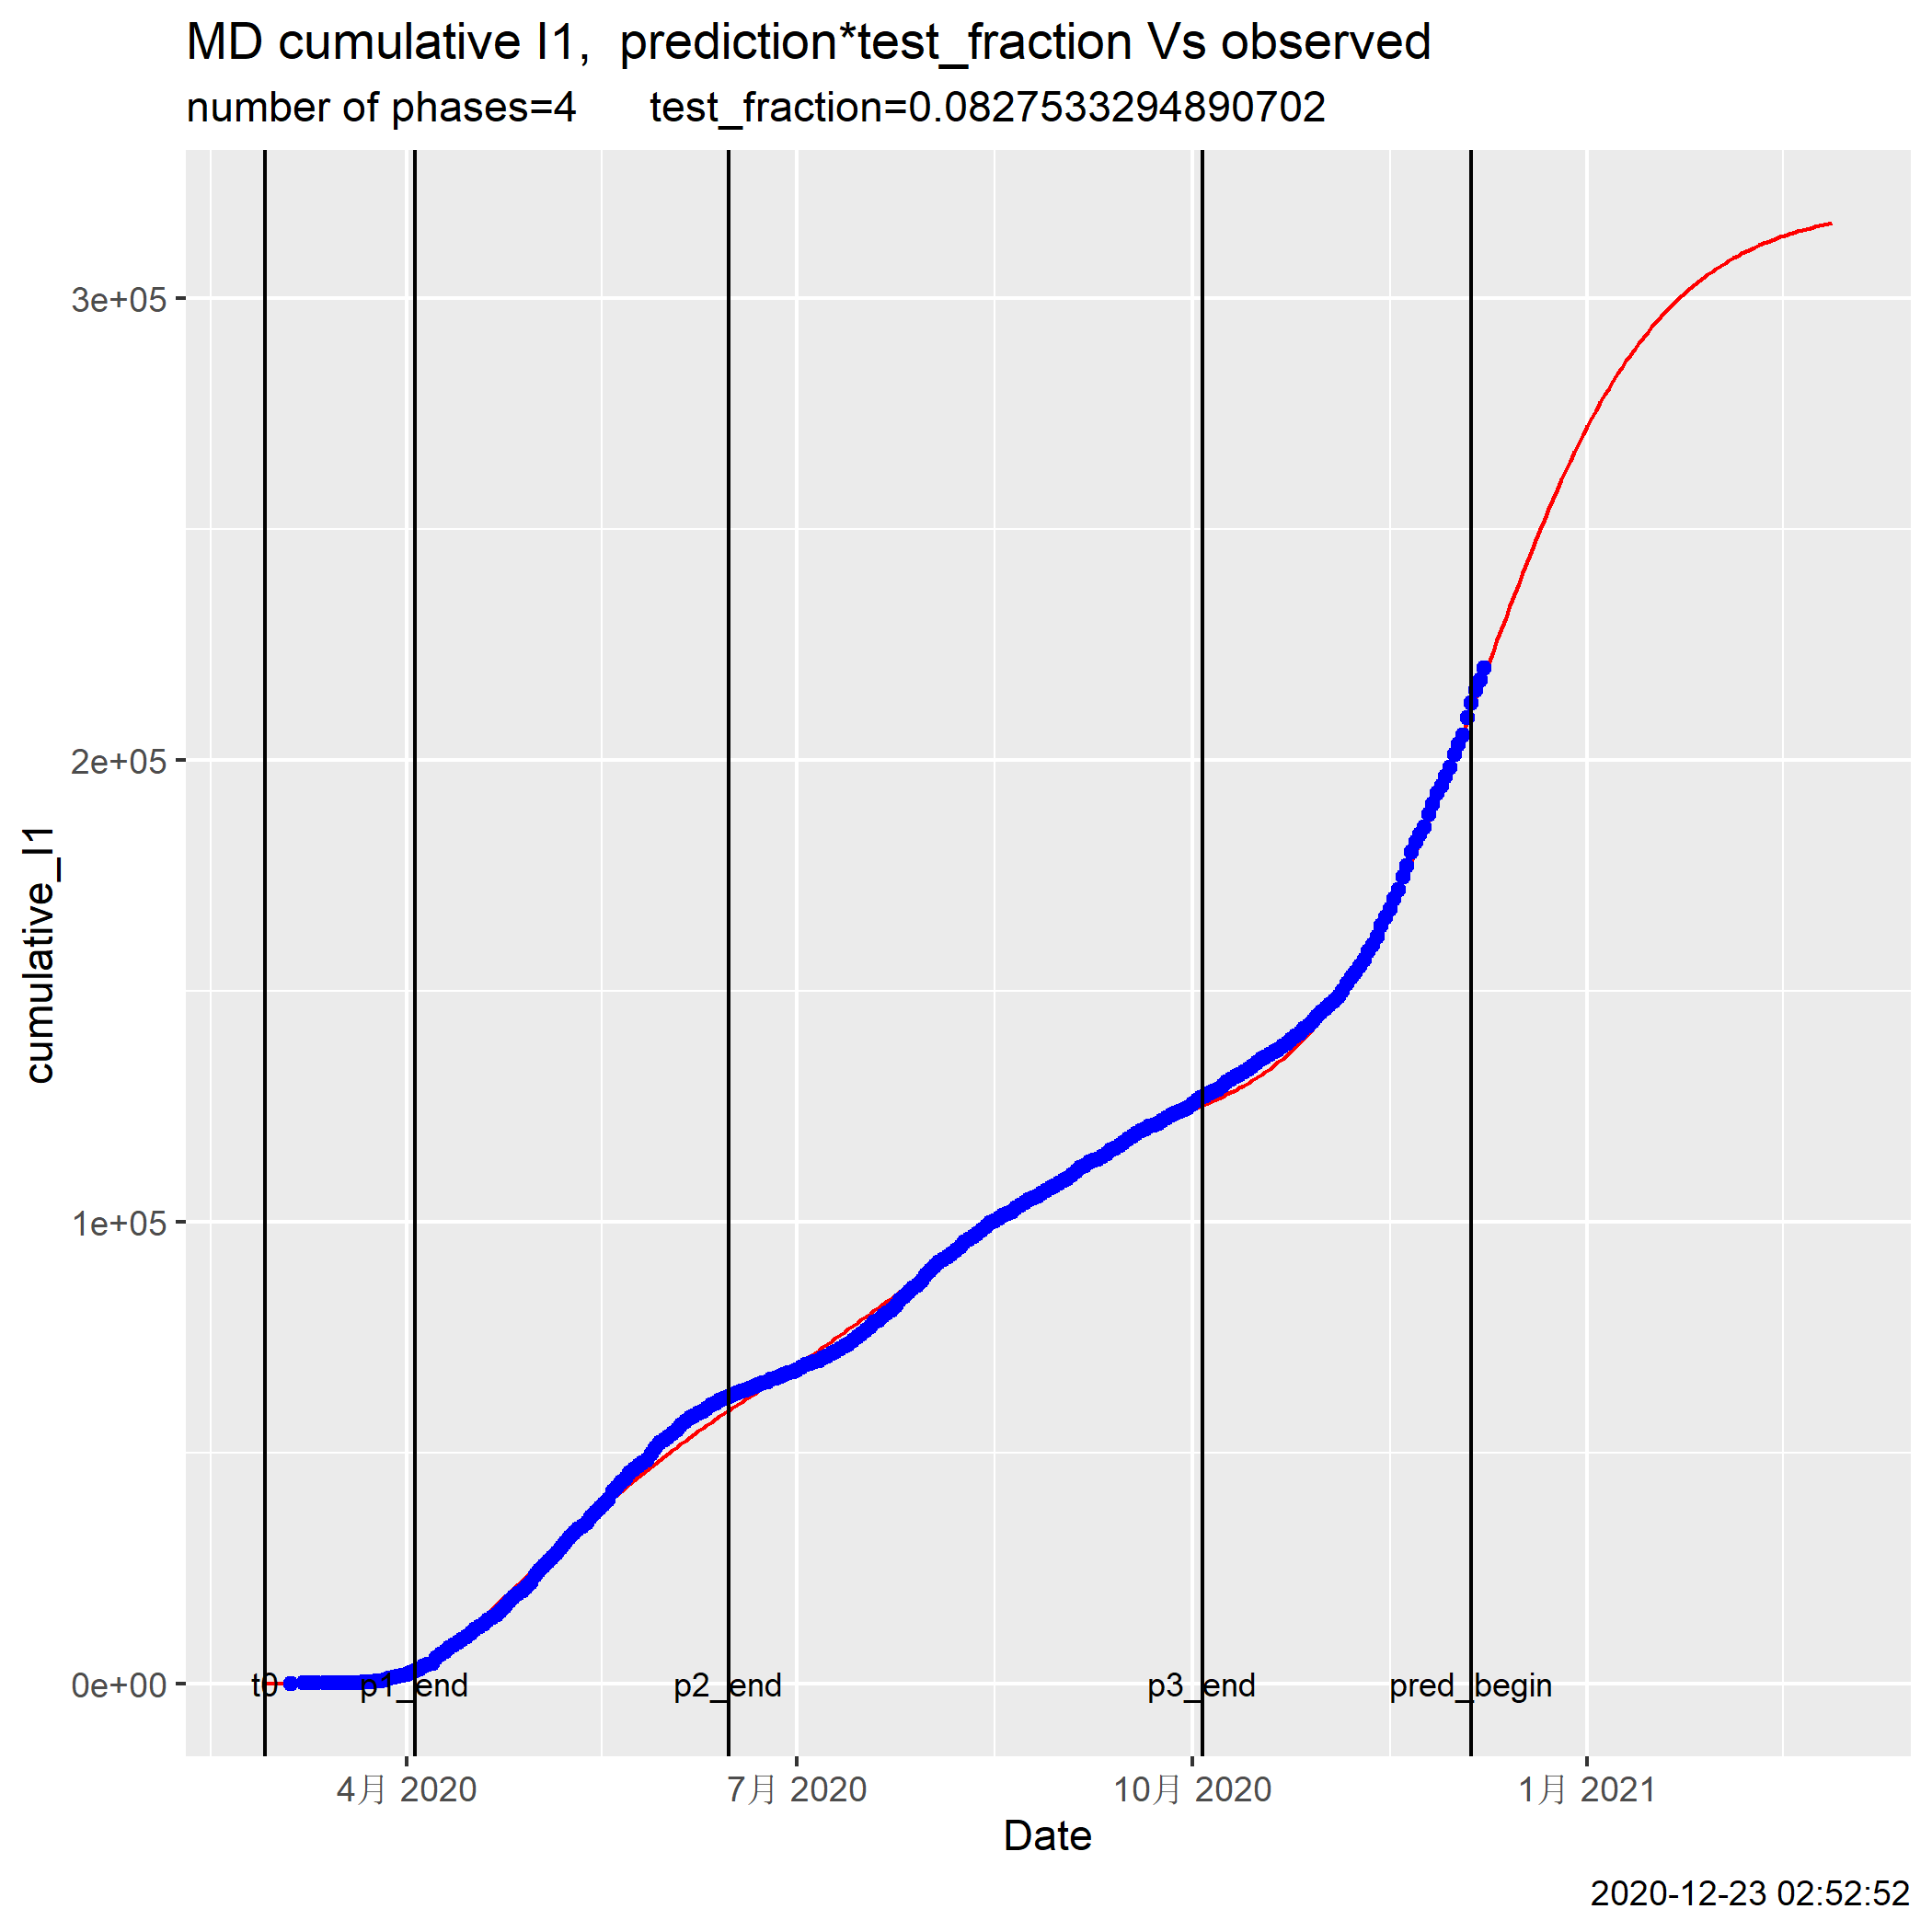 MD cumulative I1,  prediction*test_fraction Vs observed
number of phases=4      test_fraction=0.0827533294890702
cumulative_I1
3e+05
2e+05
1e+05
0e+00
t0
p1_end
p2_end
p3_end
pred_begin
4月 2020
7月 2020
10月 2020
1月 2021
Date
2020-12-23 02:52:52